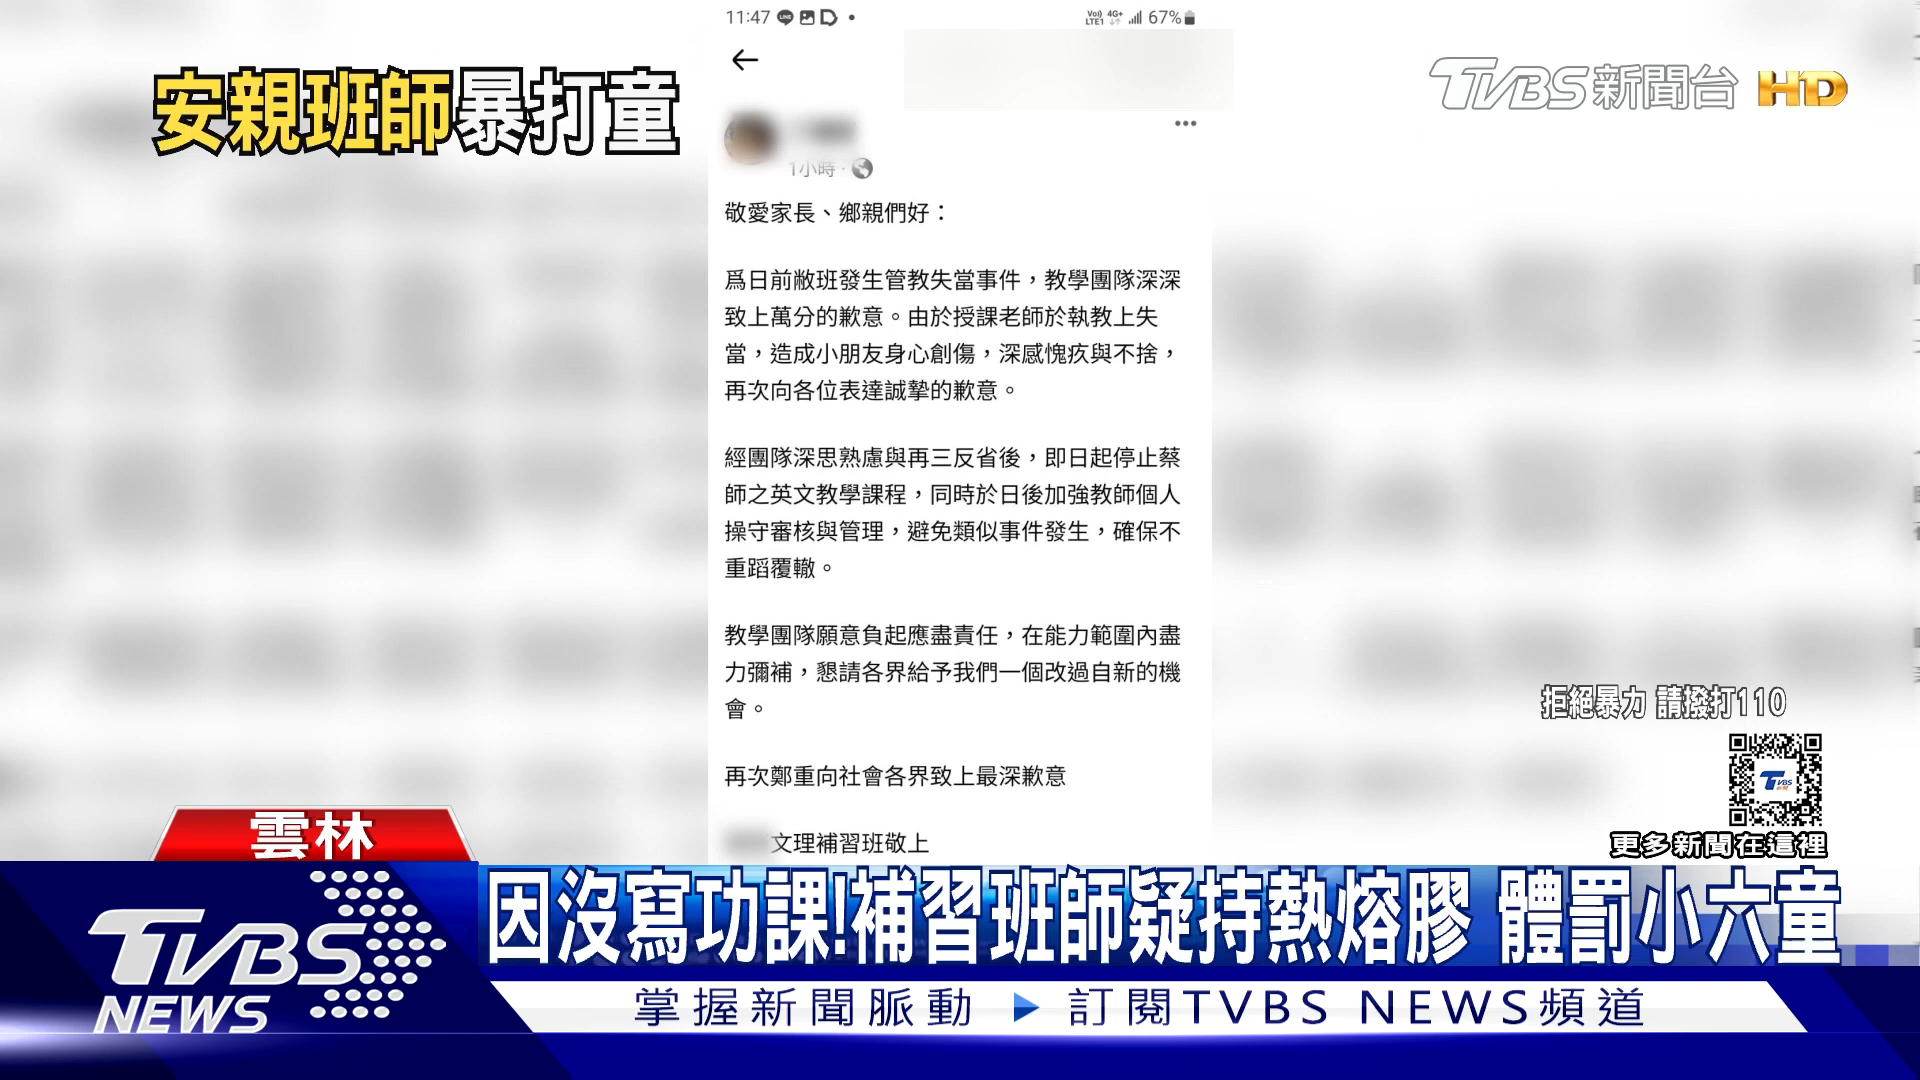 11:47
Vo)) LTE1 4G+ 67%
安親班師暴打童
TVBS新聞台 HD
1小時
敬愛家長、鄉親們好：
爲日前敝班發生管教失當事件，教學團隊深深
致上萬分的歉意。由於授課老師於執教上失
當，造成小朋友身心創傷，深感愧疚與不捨，
再次向各位表達誠摯的歉意。
經團隊深思熟慮與再三反省後，即日起停止蔡
師之英文教學課程，同時於日後加強教師個人
操守審核與管理，避免類似事件發生，確保不
重蹈覆轍。
教學團隊願意負起應盡責任，在能力範圍內盡
力彌補，懇請各界給予我們一個改過自新的機
會。
再次鄭重向社會各界致上最深歉意
文理補習班敬上
拒絕暴力 請撥打110
TVBS
新聞
更多新聞在這裡
雲林
因沒寫功課!補習班師疑持熱熔膠 體罰小六童
TVBS
NEWS
掌握新聞脈動 ▶ 訂閱TVBS NEWS頻道